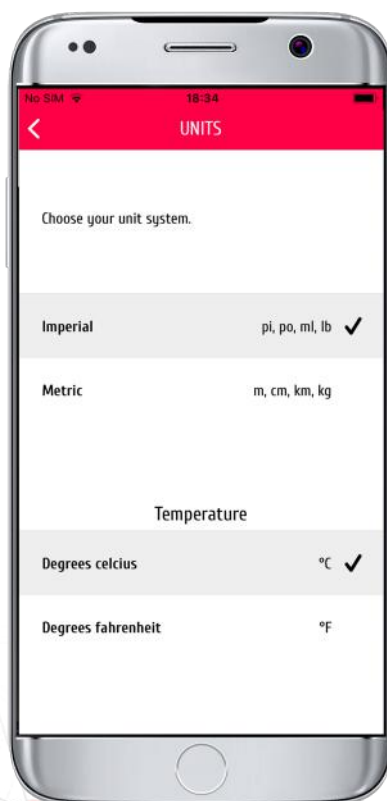 No SIM 18:34
UNITS
Choose your unit system.
Imperial pi, po, ml, lb
Metric m, cm, km, kg
Temperature
Degrees celcius °C
Degrees fahrenheit °F